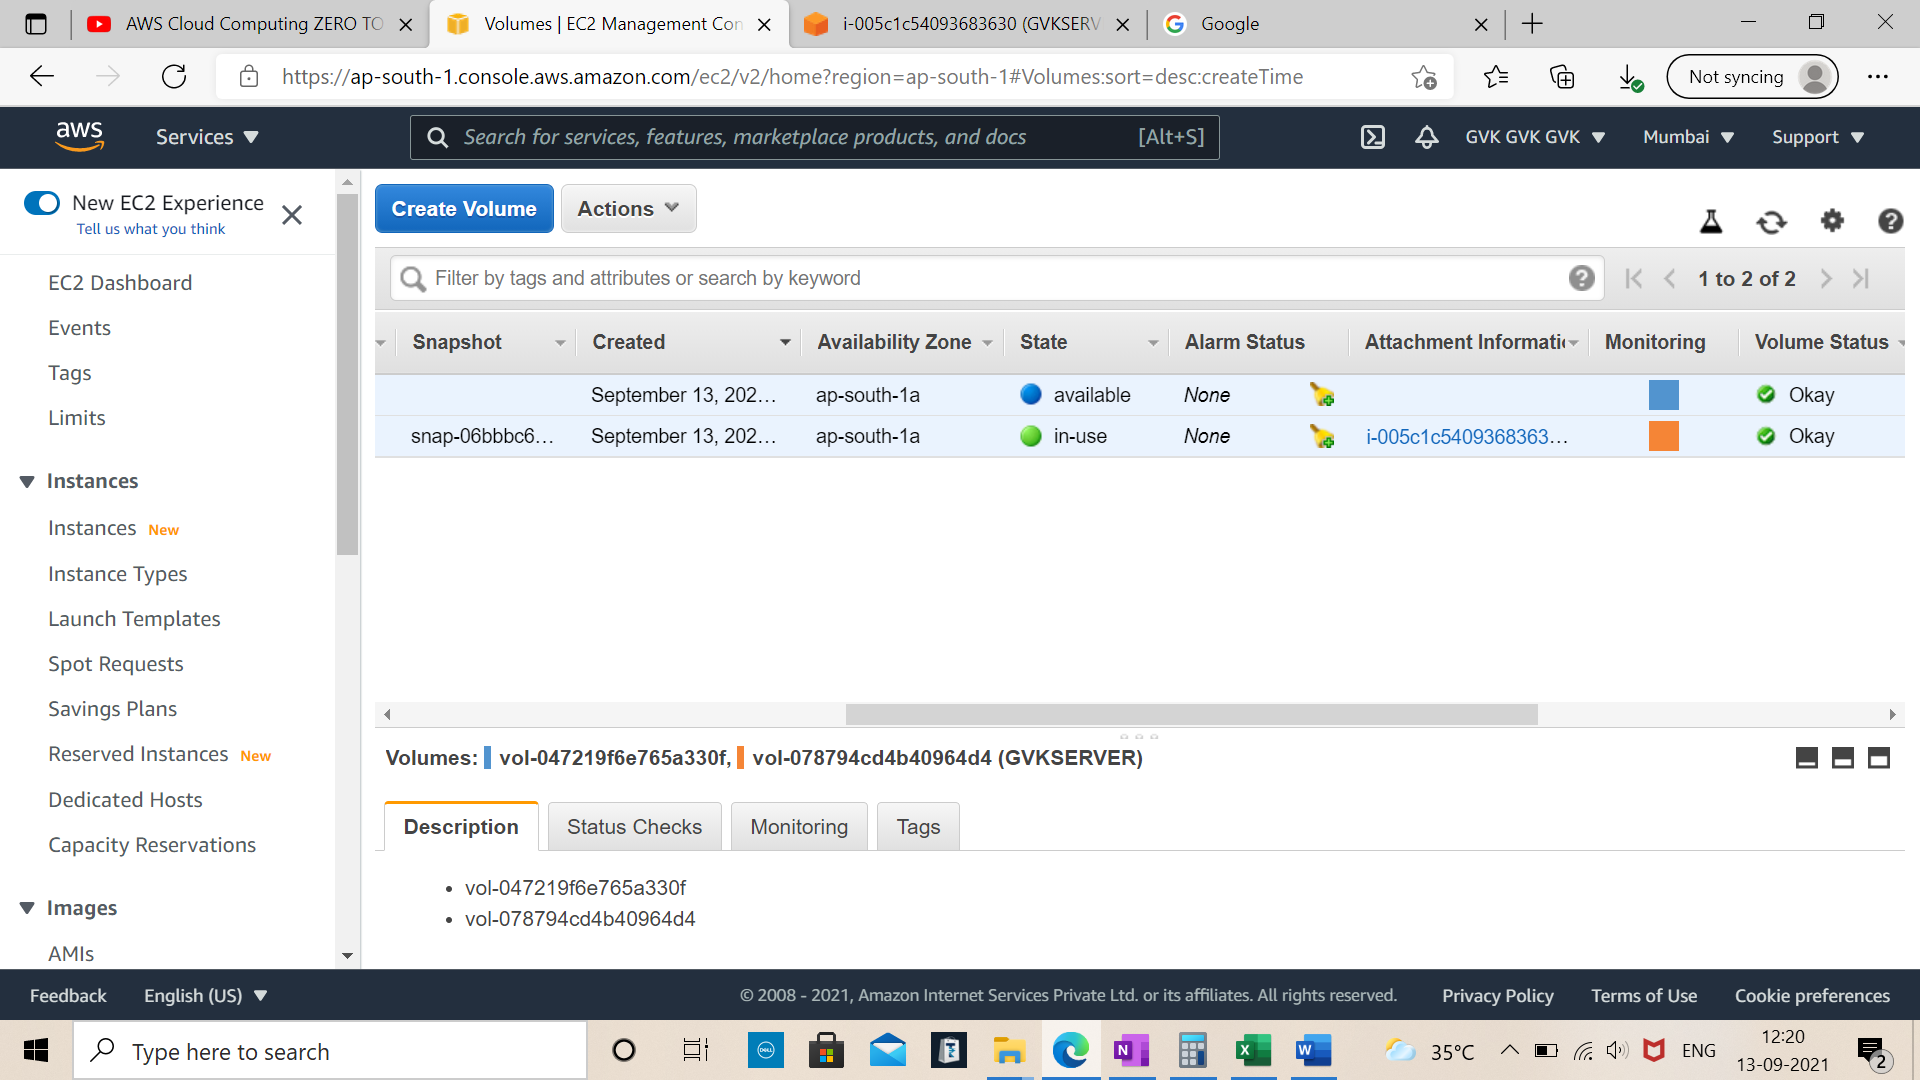 AWS Cloud Computing ZERO TO
Volumes | EC2 Management Con
i-005c1c54093683630 (GVKSERV
Google
https://ap-south-1.console.aws.amazon.com/ec2/v2/home?region=ap-south-1#Volumes:sort=desc:createTime
Not syncing
aws
Services
Search for services, features, marketplace products, and docs [Alt+S]
GVK GVK GVK
Mumbai
Support
New EC2 Experience
Tell us what you think
EC2 Dashboard
Events
Tags
Limits
Instances
Instances New
Instance Types
Launch Templates
Spot Requests
Savings Plans
Reserved Instances New
Dedicated Hosts
Capacity Reservations
Images
AMIs
Create Volume
Actions
Filter by tags and attributes or search by keyword
1 to 2 of 2
Snapshot Created Availability Zone State Alarm Status Attachment Informati Monitoring Volume Status
September 13, 202... ap-south-1a available None Okay
snap-06bbbc6... September 13, 202... ap-south-1a in-use None i-005c1c5409368363... Okay
Volumes: vol-047219f6e765a330f, vol-078794cd4b40964d4 (GVKSERVER)
Description
Status Checks
Monitoring
Tags
• vol-047219f6e765a330f
• vol-078794cd4b40964d4
Feedback
English (US)
© 2008 - 2021, Amazon Internet Services Private Ltd. or its affiliates. All rights reserved.
Privacy Policy
Terms of Use
Cookie preferences
Type here to search
DELL
N
X
W
35°C
ENG
12:20
13-09-2021
2